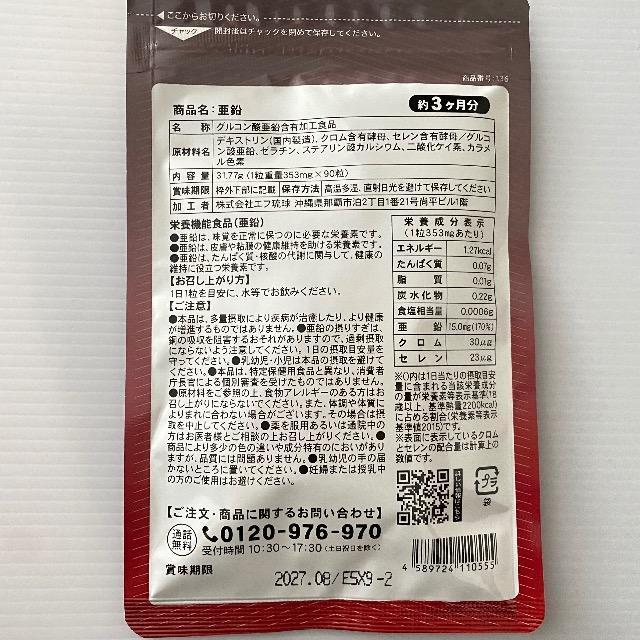 ◀ここからお切りください。
チャック 開封後はチャックを閉めて保存してください。
商品番号:136
商品名:亜鉛
約3ヶ月分
名 称 グルコン酸亜鉛含有加工食品
原材料名 デキストリン(国内製造)、クロム含有酵母、セレン含有酵母/グルコ
ン酸亜鉛、ゼラチン、ステアリン酸カルシウム、二酸化ケイ素、カラメ
ル色素
内 容 量 31.77g(1粒重量353mg×90粒)
賞味期限 枠外下部に記載 保存方法 高温多湿、直射日光を避けて保存してください。
加 工 者 株式会社エフ琉球 沖縄県那覇市泊2丁目1番21号尚平ビル1階
栄養機能食品(亜鉛)
●亜鉛は、味覚を正常に保つのに必要な栄養素です。
●亜鉛は、皮膚や粘膜の健康維持を助ける栄養素です。
●亜鉛は、たんぱく質・核酸の代謝に関与して、健康の
維持に役立つ栄養素です。
【お召し上がり方】
1日1粒を目安に、水等でお飲みください。
【ご注意】
●本品は、多量摂取により疾病が治癒したり、より健康
が増進するものではありません。●亜鉛の摂りすぎは、
銅の吸収を阻害するおそれがありますので、過剰摂取
にならないよう注意してください。1日の摂取目安量を
守ってください。●乳幼児・小児は本品の摂取を避けて
ください。●本品は、特定保健用食品と異なり、消費者
庁長官による個別審査を受けたものではありません。
●原材料をご参照の上、食物アレルギーのある方はお
召し上がりにならないでください。また、体調や体質に
よりまれに合わない場合がございます。その場合は摂取
を中止してください。●薬を服用あるいは通院中の
方はお医者様とご相談の上お召し上がりください。●
商品により多少の色の違いや成分特有のにおいがあり
ますが、品質には問題ありません。●乳幼児の手の届
かないところに置いてください。●妊婦または授乳中
の方のご使用はお避けください。
栄養成分表示
(1粒353mgあたり)
エネルギー 1.27kcal
たんぱく質 0.07g
脂 質 0.01g
炭水化物 0.22g
食塩相当量 0.0006g
亜 鉛 15.0mg(170%)
ク ロ ム 30μg
セ レ ン 23μg
※()内は1日当たりの摂取目安
量に含まれる当該栄養成分
の量が栄養素等表示基準(18
歳以上、基準熱量2200kcal)
に占める割合(栄養素等表示
基準値2015)です。
※表面に表示しているクロム
とセレンの配合量は計算上の
数値です。
プラ
袋
【ご注文・商品に関するお問い合わせ】
通話無料 0120-976-970
受付時間 10:30〜17:30(土日祝日を除く)
賞味期限
2027.08/E5X9-2
4 589724 110555